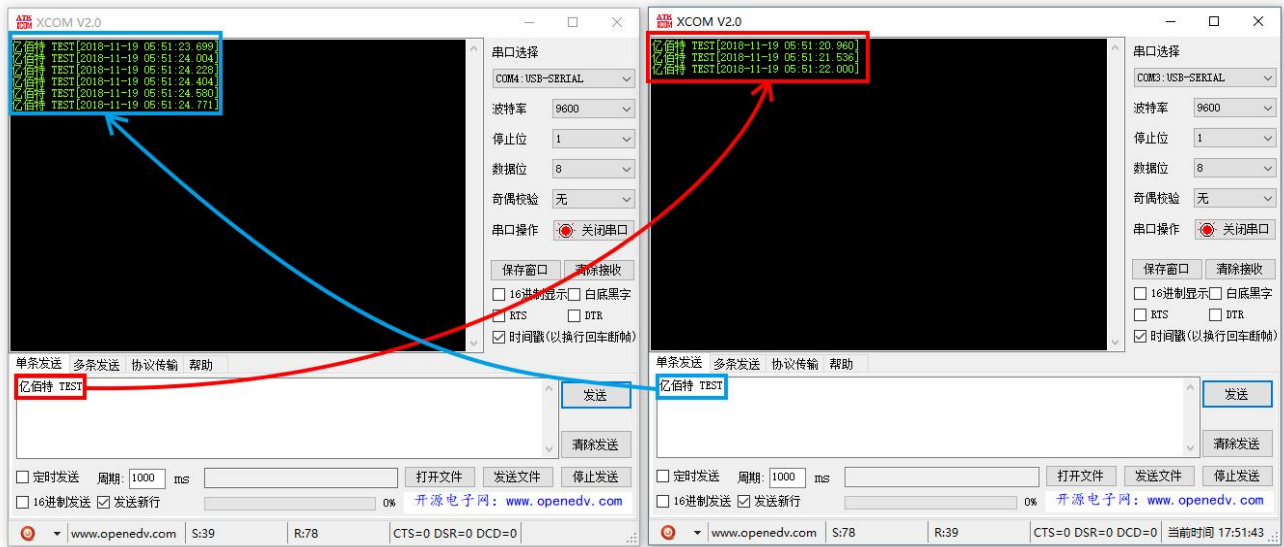 XCOM V2.0
亿佰特 TEST[2018-11-19 05:51:23.699]
亿佰特 TEST[2018-11-19 05:51:24.004]
亿佰特 TEST[2018-11-19 05:51:24.228]
亿佰特 TEST[2018-11-19 05:51:24.404]
亿佰特 TEST[2018-11-19 05:51:24.580]
亿佰特 TEST[2018-11-19 05:51:24.771]
串口选择
COM4:USB-SERIAL
波特率 9600
停止位 1
数据位 8
奇偶校验 无
串口操作 关闭串口
保存窗口 清除接收
16进制显示 白底黑字
RTS DTR
时间戳(以换行回车断帧)
单条发送 多条发送 协议传输 帮助
亿佰特 TEST
发送
清除发送
定时发送 周期: 1000 ms 打开文件 发送文件 停止发送
16进制发送 发送新行 0% 开源电子网: www.openedv.com
www.openedv.com S:39 R:78 CTS=0 DSR=0 DCD=0
XCOM V2.0
亿佰特 TEST[2018-11-19 05:51:20.960]
亿佰特 TEST[2018-11-19 05:51:21.536]
亿佰特 TEST[2018-11-19 05:51:22.000]
串口选择
COM3:USB-SERIAL
波特率 9600
停止位 1
数据位 8
奇偶校验 无
串口操作 关闭串口
保存窗口 清除接收
16进制显示 白底黑字
RTS DTR
时间戳(以换行回车断帧)
单条发送 多条发送 协议传输 帮助
亿佰特 TEST
发送
清除发送
定时发送 周期: 1000 ms 打开文件 发送文件 停止发送
16进制发送 发送新行 0% 开源电子网: www.openedv.com
www.openedv.com S:78 R:39 CTS=0 DSR=0 DCD=0 当前时间 17:51:43